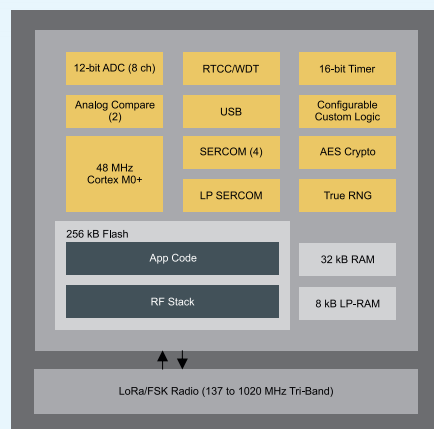 12-bit ADC (8 ch)
RTCC/WDT
16-bit Timer
Analog Compare
(2)
USB
Configurable
Custom Logic
48 MHz
Cortex M0+
SERCOM (4)
AES Crypto
LP SERCOM
True RNG
256 kB Flash
App Code
32 kB RAM
RF Stack
8 kB LP-RAM
LoRa/FSK Radio (137 to 1020 MHz Tri-Band)